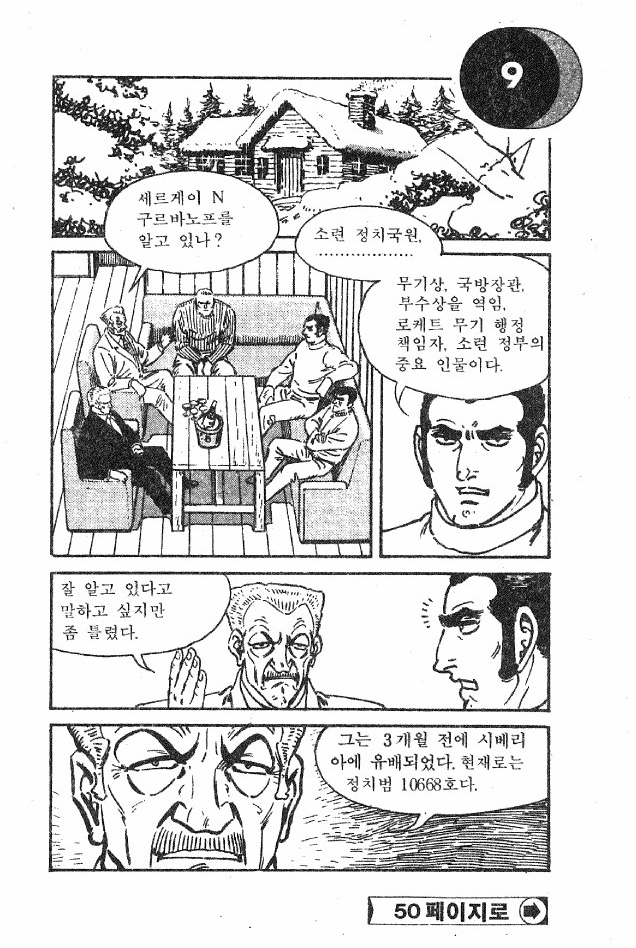 9
세르게이 N
구르바노프를
알고 있나?
소련 정치국원,
....................
무기상, 국방장관,
부수상을 역임,
로케트 무기 행정
책임자, 소련 정부의
중요 인물이다.
잘 알고 있다고
말하고 싶지만
좀 틀렸다.
그는 3개월 전에 시베리
아에 유배되었다. 현재로는
정치범 10668호다.
50페이지로